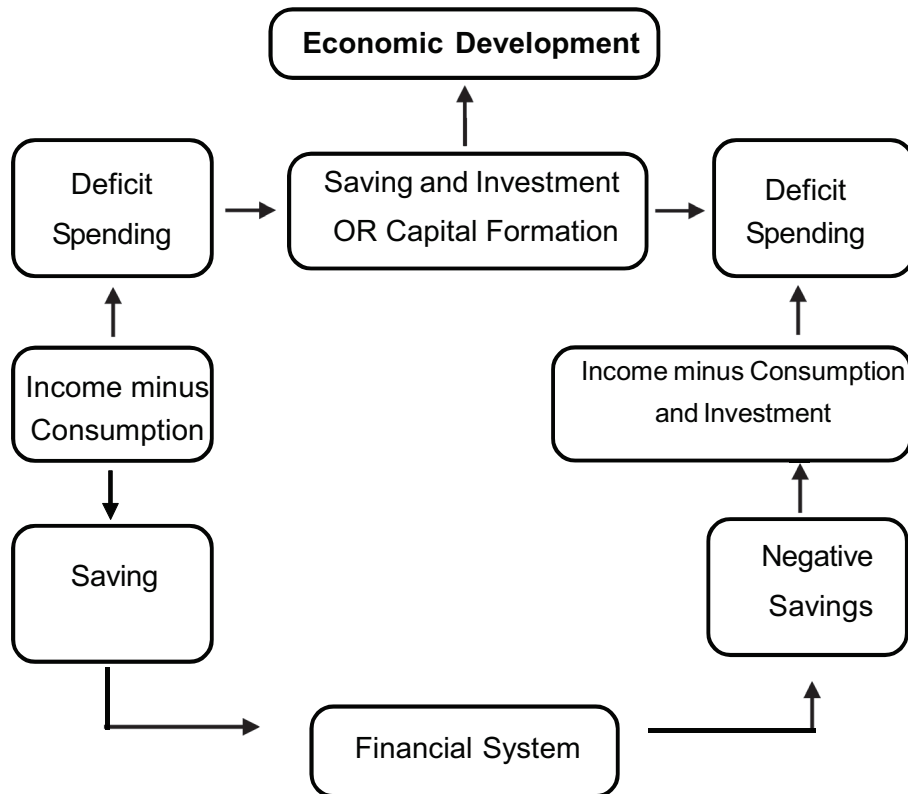 Economic Development
Deficit
Spending
Saving and Investment
OR Capital Formation
Deficit
Spending
Income minus
Consumption
Income minus Consumption
and Investment
Saving
Negative
Savings
Financial System